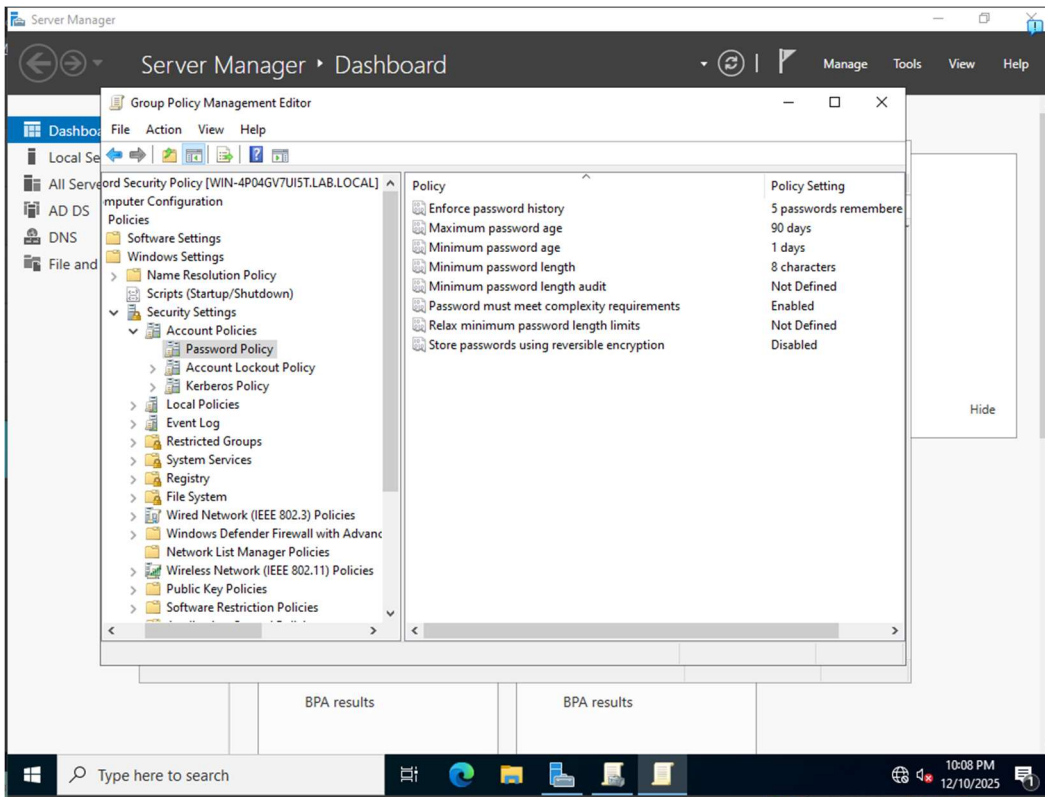 Server Manager
Server Manager ‣ Dashboard
Manage Tools View Help
Group Policy Management Editor
File Action View Help
Dashboa
Local Se
All Serve
AD DS
DNS
File and
ord Security Policy [WIN-4P04GV7UI5T.LAB.LOCAL]
mputer Configuration
Policies
Software Settings
Windows Settings
Name Resolution Policy
Scripts (Startup/Shutdown)
Security Settings
Account Policies
Password Policy
Account Lockout Policy
Kerberos Policy
Local Policies
Event Log
Restricted Groups
System Services
Registry
File System
Wired Network (IEEE 802.3) Policies
Windows Defender Firewall with Advanc
Network List Manager Policies
Wireless Network (IEEE 802.11) Policies
Public Key Policies
Software Restriction Policies
Policy Policy Setting
Enforce password history 5 passwords remembere
Maximum password age 90 days
Minimum password age 1 days
Minimum password length 8 characters
Minimum password length audit Not Defined
Password must meet complexity requirements Enabled
Relax minimum password length limits Not Defined
Store passwords using reversible encryption Disabled
Hide
BPA results BPA results
Type here to search
10:08 PM
12/10/2025
1